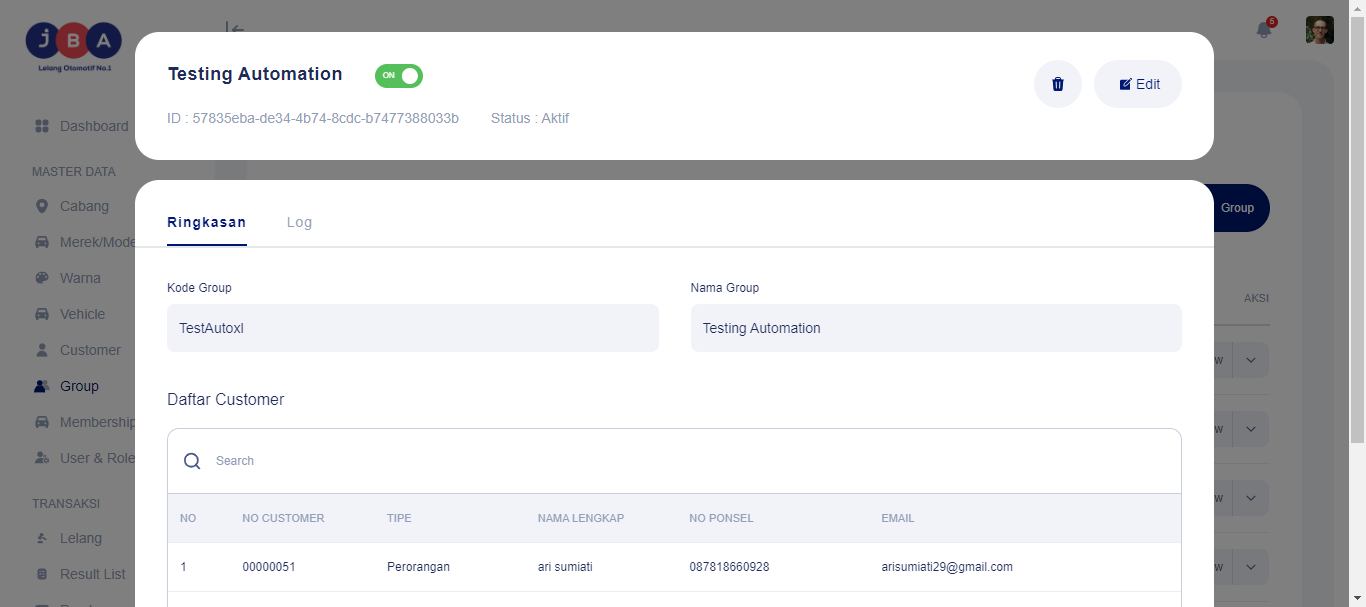 JBA
Lelang Otomotif No.1
6
Testing Automation
ON
Edit
ID : 57835eba-de34-4b74-8cdc-b7477388033b
Status : Aktif
Dashboard
MASTER DATA
Cabang
Merek/Mode
Warna
Vehicle
Customer
Group
Membership
User & Role
TRANSAKSI
Lelang
Result List
Ringkasan
Log
Group
Kode Group
Nama Group
TestAutoxl
Testing Automation
AKSI
w
w
w
w
Daftar Customer
Search
NO NO CUSTOMER TIPE NAMA LENGKAP NO PONSEL EMAIL
1 00000051 Perorangan ari sumiati 087818660928 arisumiati29@gmail.com